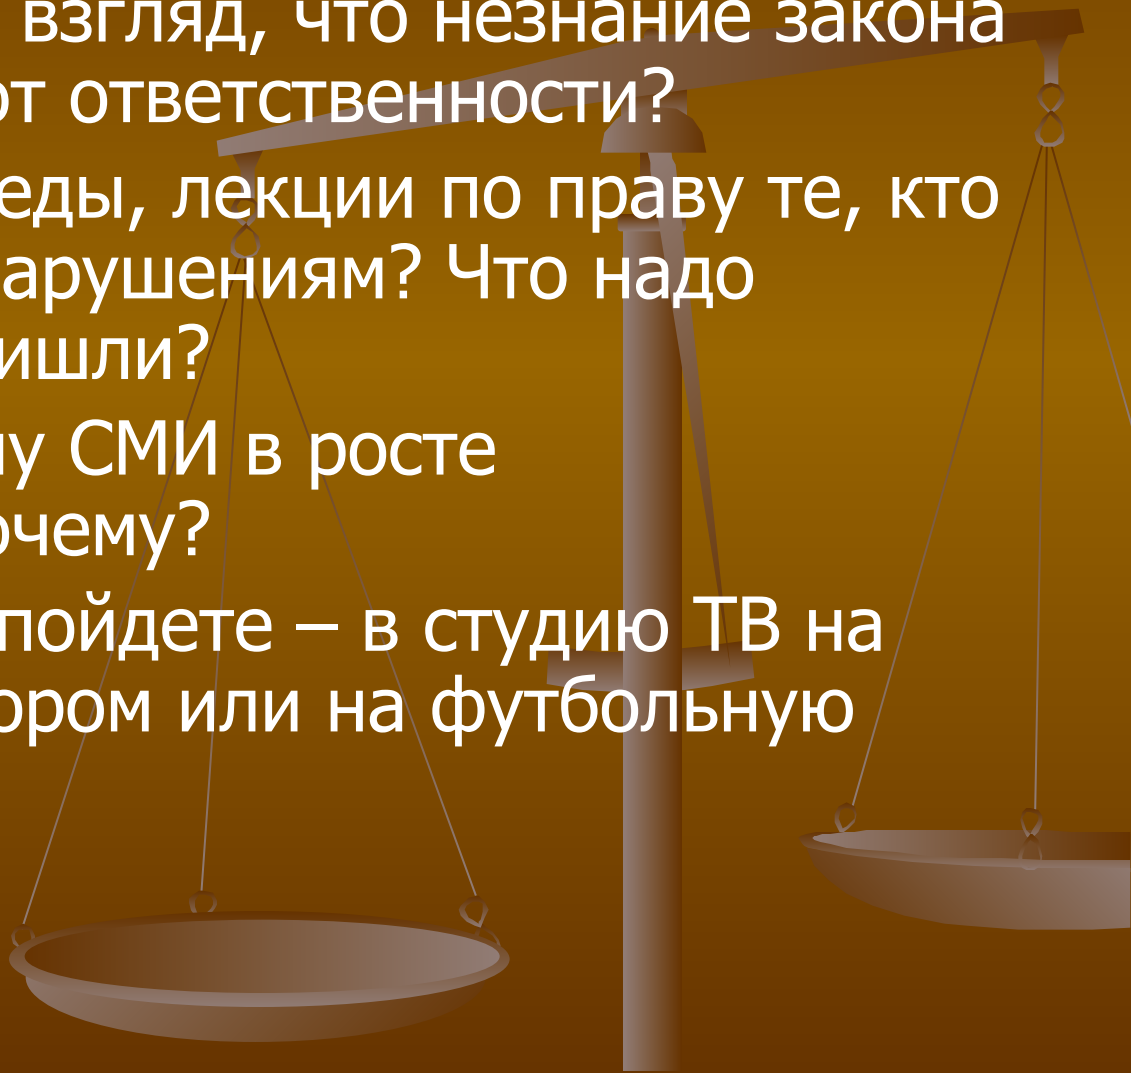 взгляд, что незнание закона
от ответственности?
еды, лекции по праву те, кто
арушениям? Что надо
ишли?
ну СМИ в росте
очему?
пойдете – в студию ТВ на
ором или на футбольную